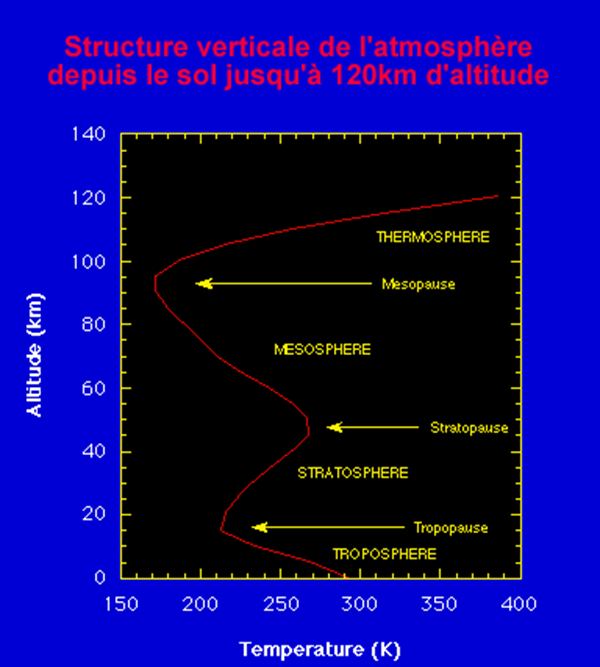 Structure verticale de l'atmosphère
depuis le sol jusqu'à 120km d'altitude
140
120
THERMOSPHERE
100
Mesopause
80
MESOSPHERE
60
Stratopause
40
STRATOSPHERE
20
Tropopause
TROPOSPHERE
0
Altitude (km)
150 200 250 300 350 400
Temperature (K)